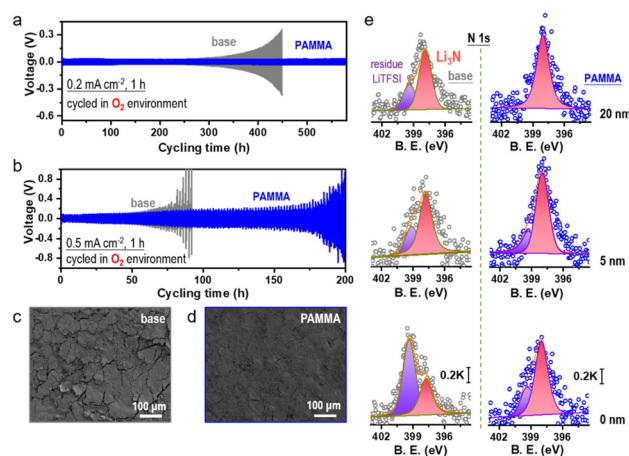 a
base
PAMMA
0.2 mA cm-2, 1 h
cycled in O2 environment
Voltage (V)
0.3
0.0
-0.3
-0.6
0 100 200 300 400 500
Cycling time (h)
b
base
PAMMA
0.5 mA cm-2, 1 h
cycled in O2 environment
Voltage (V)
0.8
0.4
0.0
-0.4
-0.8
0 50 100 150 200
Cycling time (h)
c
base
100 μm
d
PAMMA
100 μm
e
N 1s
residue
LiTFSI
Li3N
base
PAMMA
20 nm
402 399 396
B. E. (eV)
402 399 396
B. E. (eV)
5 nm
402 399 396
B. E. (eV)
402 399 396
B. E. (eV)
0.2K
0.2K
0 nm
402 399 396
B. E. (eV)
402 399 396
B. E. (eV)